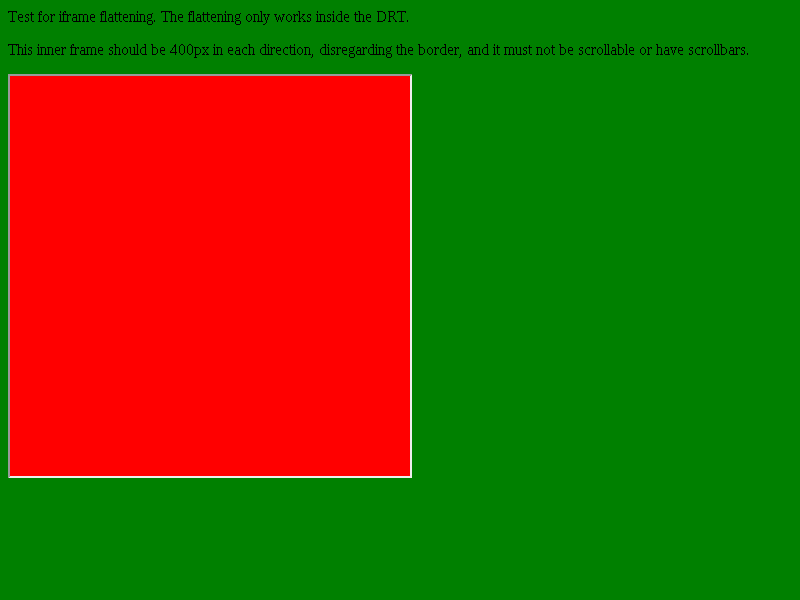 Test for iframe flattening. The flattening only works inside the DRT.
This inner frame should be 400px in each direction, disregarding the border, and it must not be scrollable or have scrollbars.